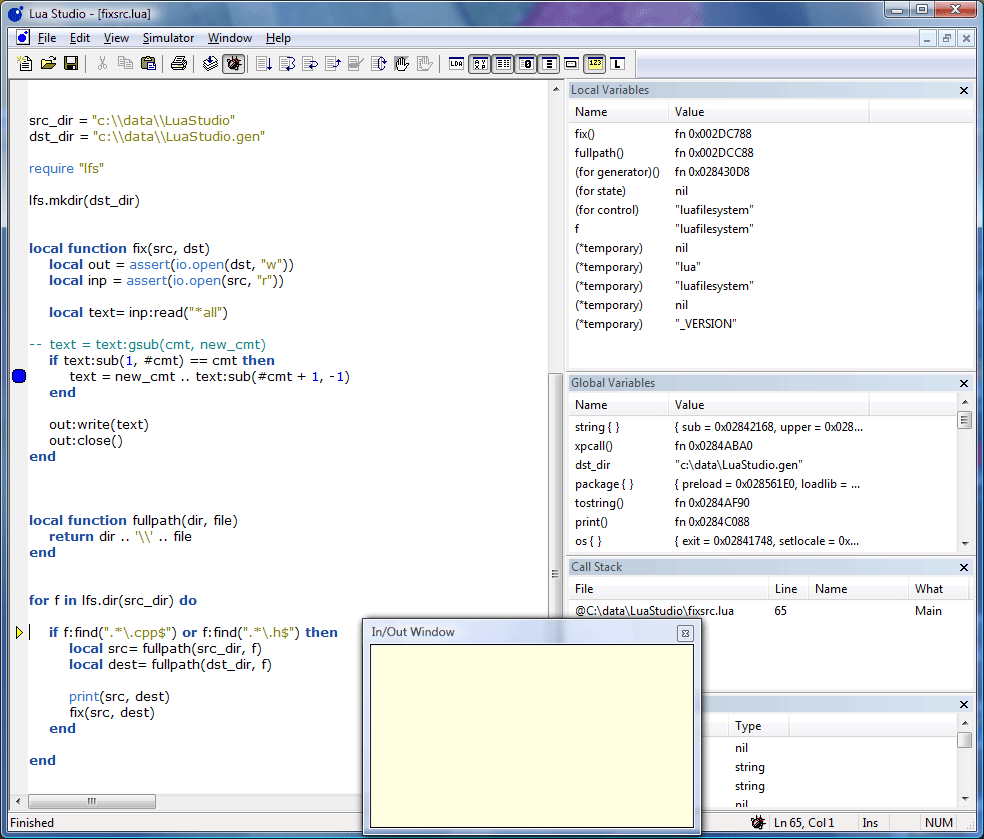 Lua Studio - [fixsrc.lua]
File Edit View Simulator Window Help
src_dir = "c:\\data\\LuaStudio"
dst_dir = "c:\\data\\LuaStudio.gen"
require "lfs"
lfs.mkdir(dst_dir)
local function fix(src, dst)
local out = assert(io.open(dst, "w"))
local inp = assert(io.open(src, "r"))
local text= inp:read("*all")
-- text = text:gsub(cmt, new_cmt)
if text:sub(1, #cmt) == cmt then
text = new_cmt .. text:sub(#cmt + 1, -1)
end
out:write(text)
out:close()
end
local function fullpath(dir, file)
return dir .. '\\' .. file
end
for f in lfs.dir(src_dir) do
if f:find(".*\.cpp$") or f:find(".*\.h$") then
local src= fullpath(src_dir, f)
local dest= fullpath(dst_dir, f)
print(src, dest)
fix(src, dest)
end
end
Local Variables
Name Value
fix() fn 0x002DC788
fullpath() fn 0x002DCC88
(for generator)() fn 0x028430D8
(for state) nil
(for control) "luafilesystem"
f "luafilesystem"
(*temporary) nil
(*temporary) "lua"
(*temporary) "luafilesystem"
(*temporary) nil
(*temporary) "_VERSION"
Global Variables
Name Value
string { } { sub = 0x02842168, upper = 0x028...
xpcall() fn 0x0284ABA0
dst_dir "c:\data\LuaStudio.gen"
package { } { preload = 0x028561E0, loadlib = ...
tostring() fn 0x0284AF90
print() fn 0x0284C088
os { } { exit = 0x02841748, setlocale = 0x...
Call Stack
File Line Name What
@C:\data\LuaStudio\fixsrc.lua 65 Main
In/Out Window
Type
nil
string
string
nil
Finished Ln 65, Col 1 Ins NUM